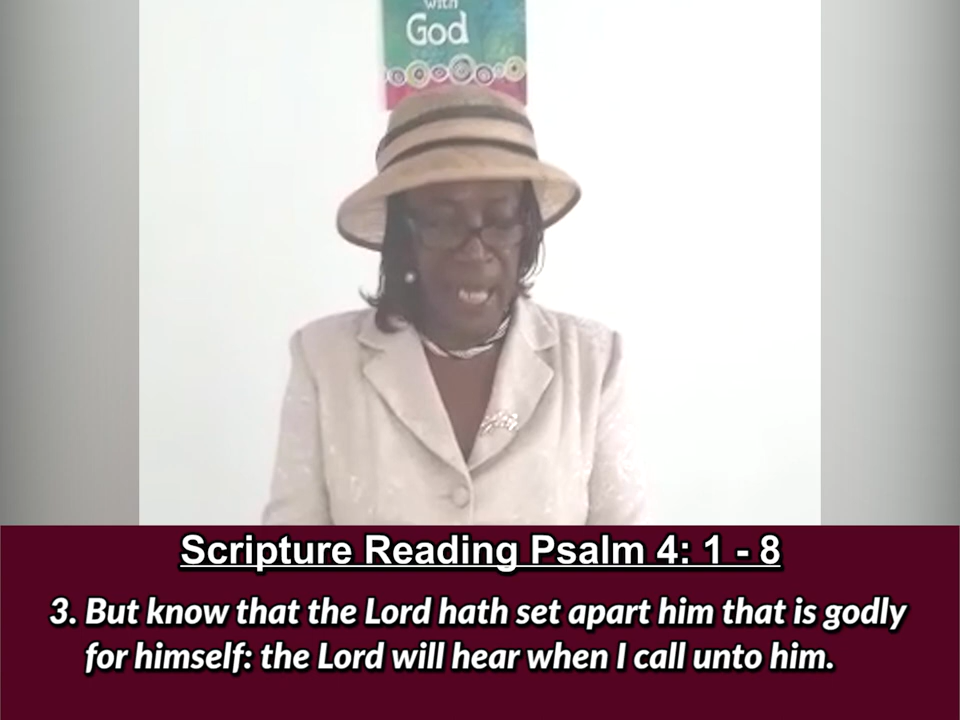 with
God
Scripture Reading Psalm 4: 1 - 8
3. But know that the Lord hath set apart him that is godly
for himself: the Lord will hear when I call unto him.